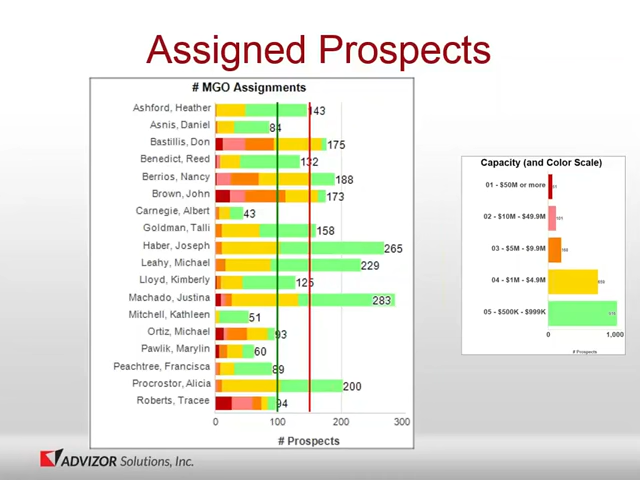 Assigned Prospects
# MGO Assignments
Ashford, Heather 143
Asnis, Daniel 84
Bastillis, Don 175
Benedict, Reed 132
Berrios, Nancy 188
Brown, John 173
Carnegie, Albert 43
Goldman, Talli 158
Haber, Joseph 265
Leahy, Michael 229
Lloyd, Kimberly 125
Machado, Justina 283
Mitchell, Kathleen 51
Ortiz, Michael 93
Pawlik, Marylin 60
Peachtree, Francisca 89
Procrostor, Alicia 200
Roberts, Tracee 94
0 100 200 300
# Prospects
Capacity (and Color Scale)
01 - $50M or more
02 - $10M - $49.9M
03 - $5M - $9.9M
04 - $1M - $4.9M
05 - $500K - $999K
0 1,000
# Prospects
ADVIZOR Solutions, Inc.